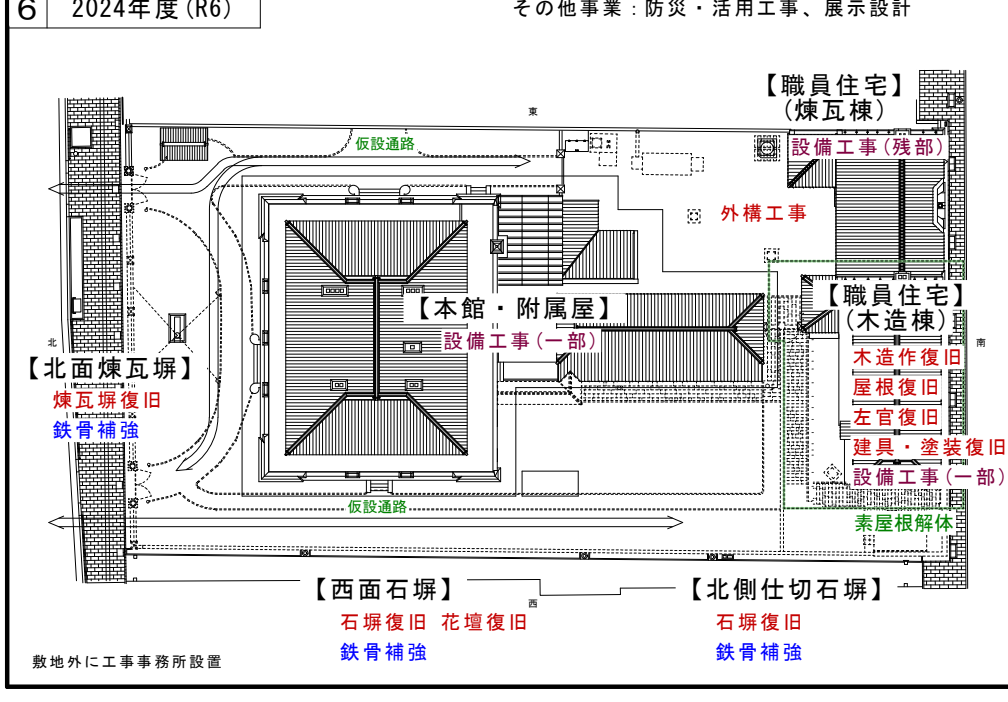 6 2024年度(R6)
その他事業:防災・活用工事、展示設計
【職員住宅】
(煉瓦棟)
設備工事(残部)
東
仮設通路
外構工事
【本館・附属屋】
設備工事(一部)
【職員住宅】
(木造棟)
木造作復旧
屋根復旧
左官復旧
建具・塗装復旧
設備工事(一部)
素屋根解体
南
北
【北面煉瓦塀】
煉瓦塀復旧
鉄骨補強
仮設通路
【西面石塀】
石塀復旧 花壇復旧
鉄骨補強
西
【北側仕切石塀】
石塀復旧
鉄骨補強
敷地外に工事事務所設置